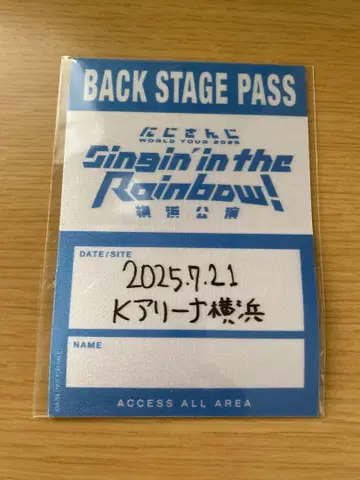 BACK STAGE PASS
にじさんじ
WORLD TOUR 2025
Singin' in the
Rainbow!
横浜公演
DATE/SITE
2025.7.21
Kアリーナ横浜
NAME
ACCESS ALL AREA